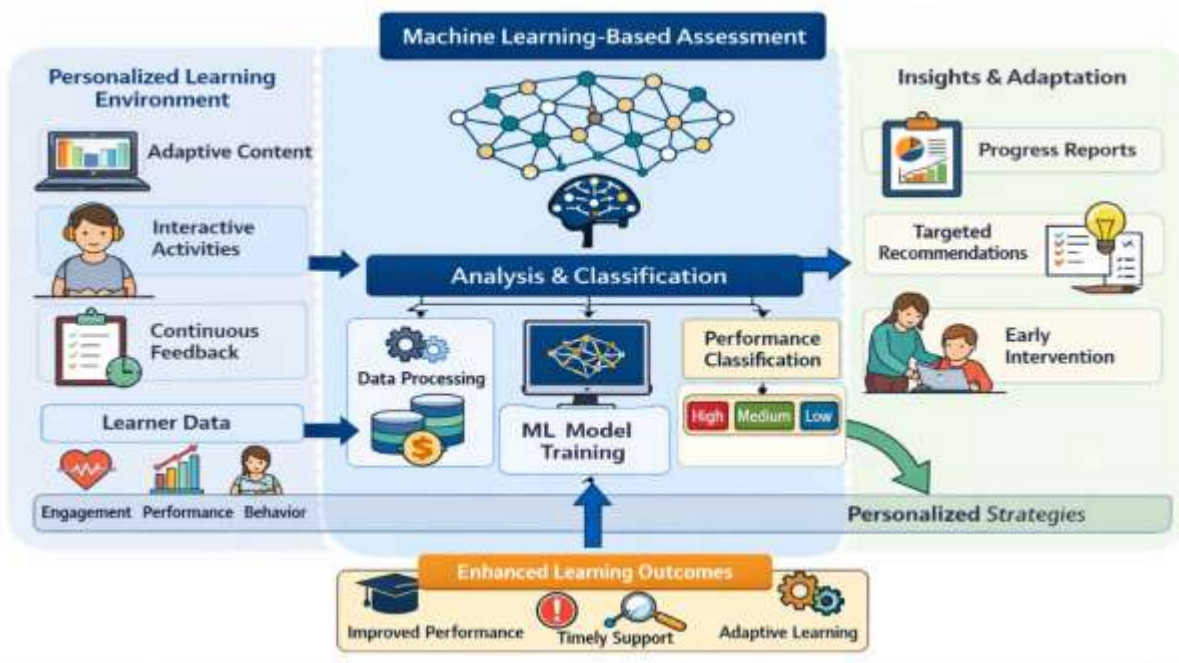 Machine Learning-Based Assessment
Personalized Learning
Environment
Adaptive Content
Interactive
Activities
Continuous
Feedback
Learner Data
Engagement
Performance
Behavior
Analysis & Classification
Data Processing
$
ML Model
Training
Performance
Classification
High
Medium
Low
Insights & Adaptation
Progress Reports
Targeted
Recommendations
Early
Intervention
Personalized Strategies
Enhanced Learning Outcomes
Improved Performance
!
Timely Support
Adaptive Learning